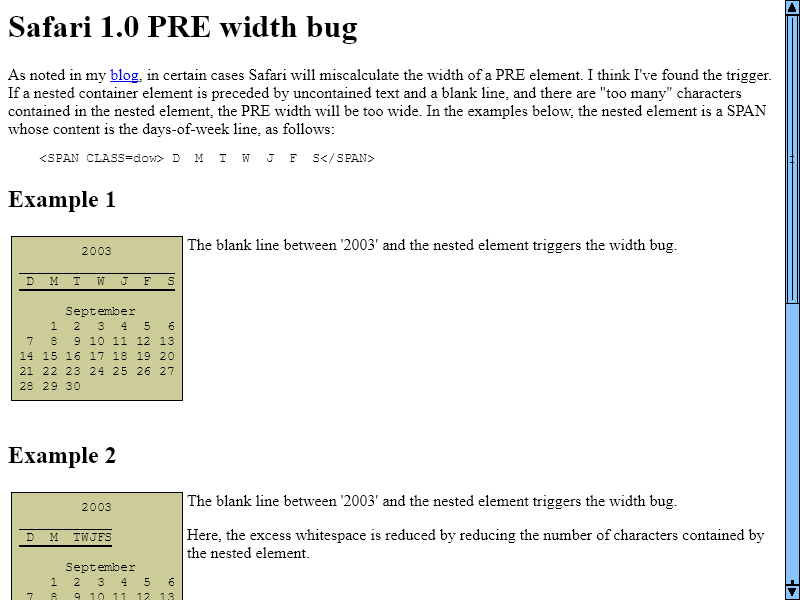 Safari 1.0 PRE width bug
As noted in my blog, in certain cases Safari will miscalculate the width of a PRE element. I think I've found the trigger.
If a nested container element is preceded by uncontained text and a blank line, and there are "too many" characters
contained in the nested element, the PRE width will be too wide. In the examples below, the nested element is a SPAN
whose content is the days-of-week line, as follows:
<SPAN CLASS=dow> D  M  T  W  J  F  S</SPAN>
Example 1
2003
D  M  T  W  J  F  S
September
1  2  3  4  5  6
7  8  9 10 11 12 13
14 15 16 17 18 19 20
21 22 23 24 25 26 27
28 29 30
The blank line between '2003' and the nested element triggers the width bug.
Example 2
2003
D  M  TWJFS
September
1  2  3  4  5  6
7  8  9 10 11 12 13
The blank line between '2003' and the nested element triggers the width bug.
Here, the excess whitespace is reduced by reducing the number of characters contained by
the nested element.